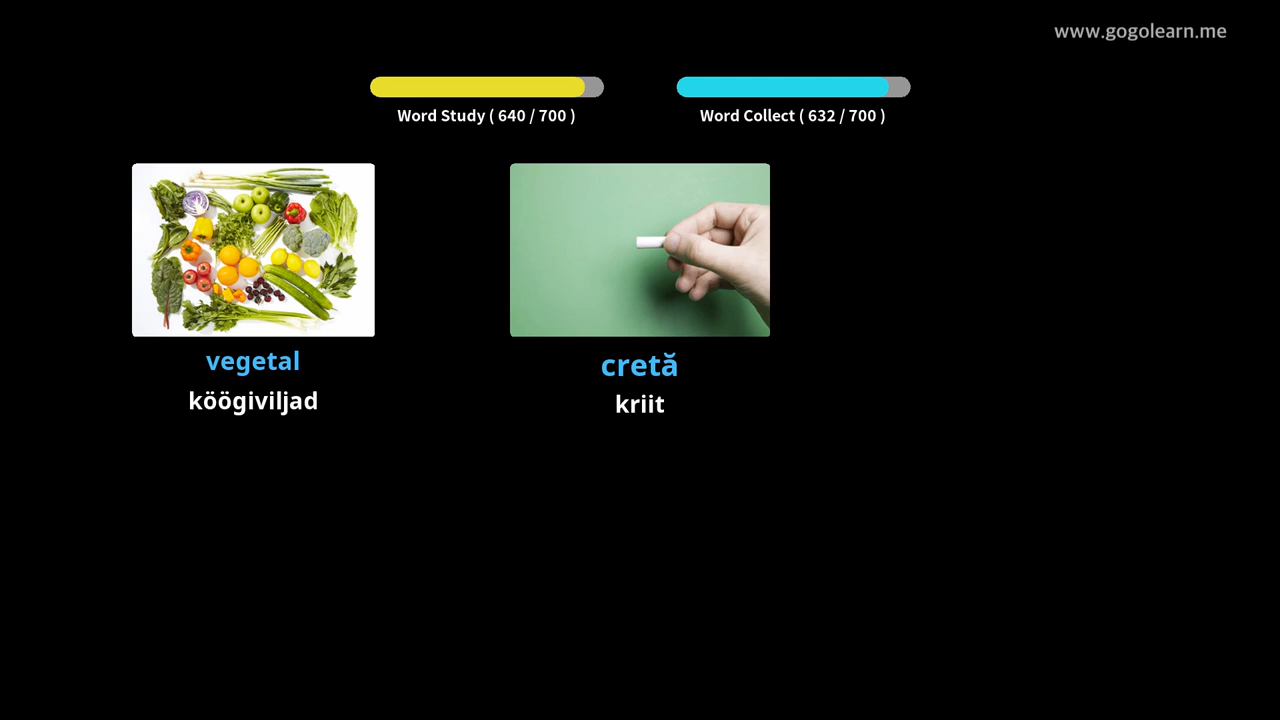 www.gogolearn.me
Word Study ( 640 / 700 )
Word Collect ( 632 / 700 )
vegetal
köögiviljad
cretă
kriit